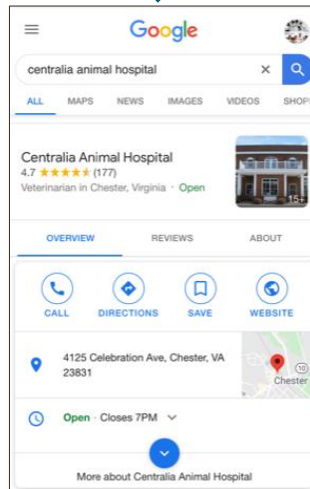 Google
centralia animal hospital
ALL MAPS NEWS IMAGES VIDEOS SHOP
Centralia Animal Hospital
4.7 (177)
Veterinarian in Chester, Virginia · Open
15+
OVERVIEW REVIEWS ABOUT
CALL DIRECTIONS SAVE WEBSITE
4125 Celebration Ave, Chester, VA
23831
10
Chester
Open · Closes 7PM
More about Centralia Animal Hospital